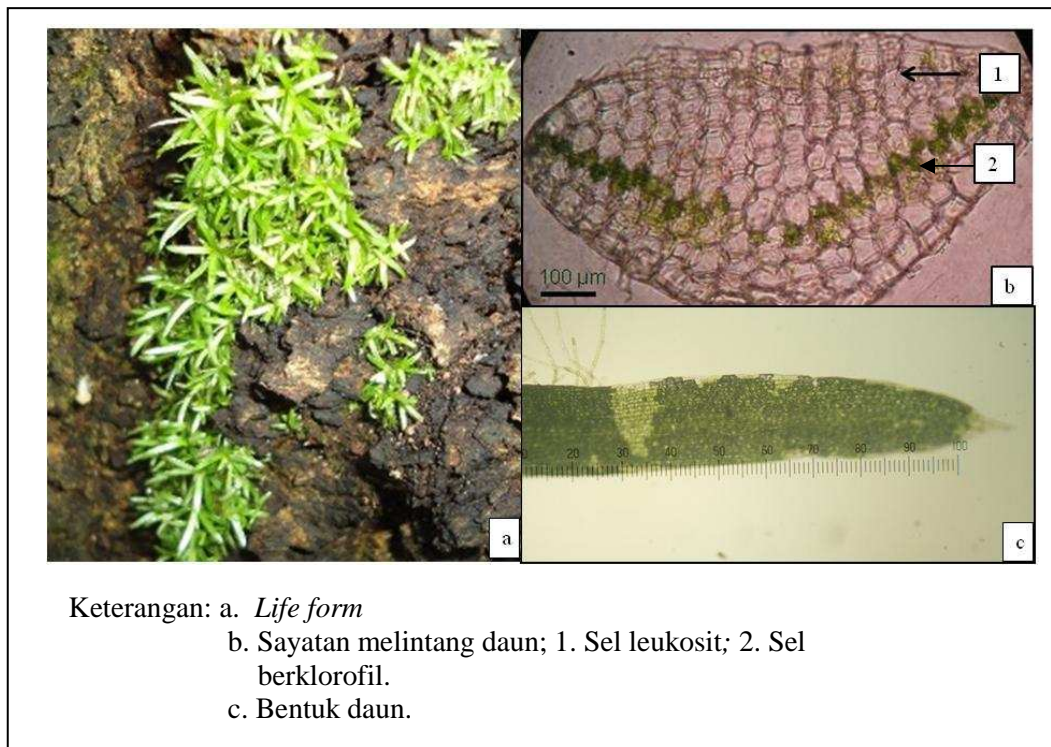 1
2
100 µm
b
a
20 30 40 50 60 70 80 90 100
c
Keterangan: a. Life form
b. Sayatan melintang daun; 1. Sel leukosit; 2. Sel
berklorofil.
c. Bentuk daun.